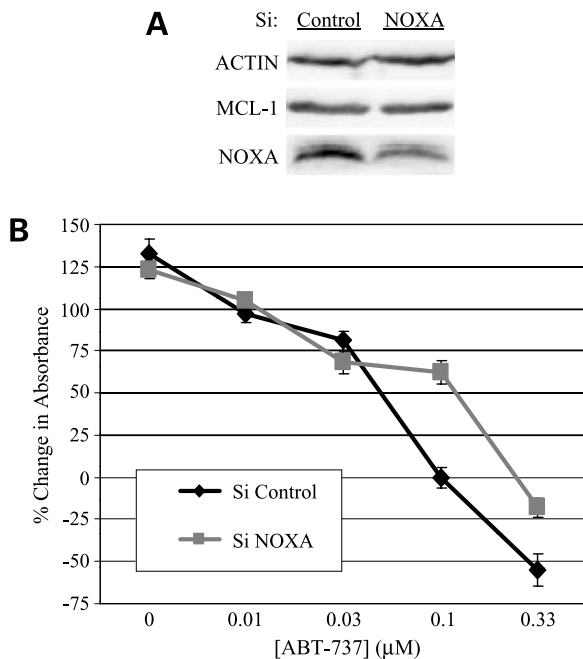 A
Si: Control NOXA
ACTIN
MCL-1
NOXA
B
% Change in Absorbance
150
125
100
75
50
25
0
-25
-50
-75
Si Control
Si NOXA
0 0.01 0.03 0.1 0.33
[ABT-737] (µM)